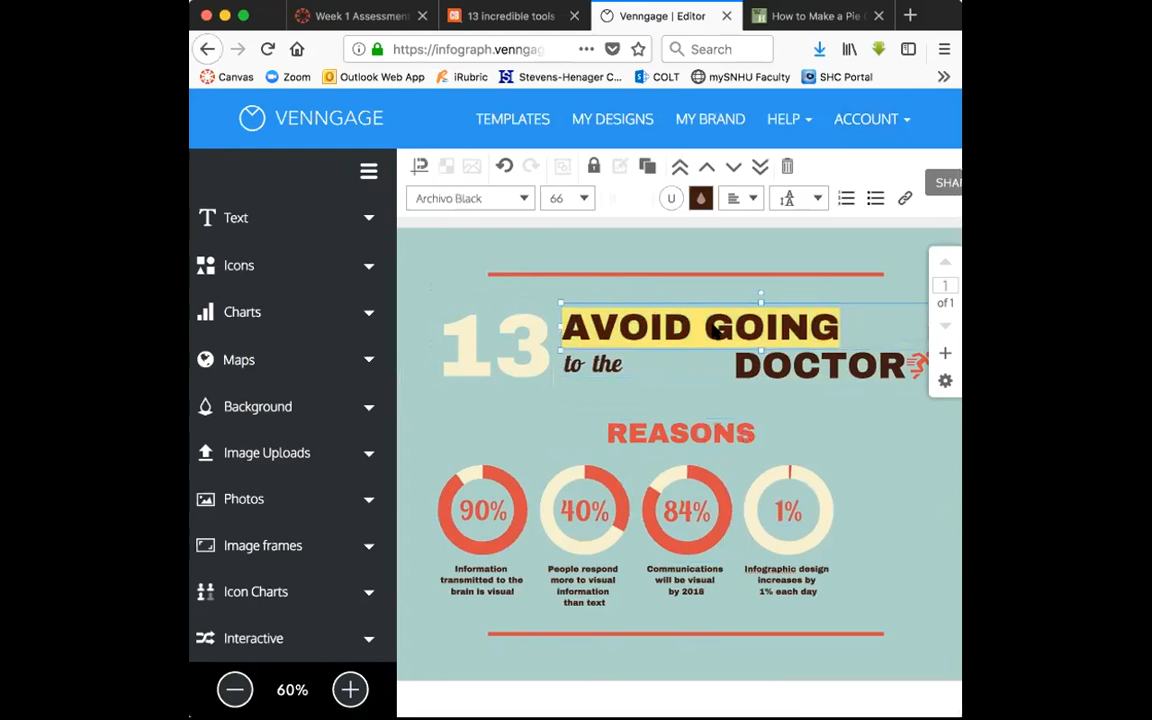 Week 1 Assessment
13 incredible tools
Venngage | Editor
How to Make a Pie
https://infograph.venngag
Search
Canvas
Zoom
Outlook Web App
iRubric
Stevens-Henager C...
COLT
mySNHU Faculty
SHC Portal
VENNGAGE
TEMPLATES
MY DESIGNS
MY BRAND
HELP
ACCOUNT
Archivo Black
66
U
SHAR
Text
Icons
Charts
Maps
Background
Image Uploads
Photos
Image frames
Icon Charts
Interactive
60%
1
of 1
13
AVOID GOING
to the DOCTOR
REASONS
90%
40%
84%
1%
Information
transmitted to the
brain is visual
People respond
more to visual
information
than text
Communications
will be visual
by 2018
Infographic design
increases by
1% each day